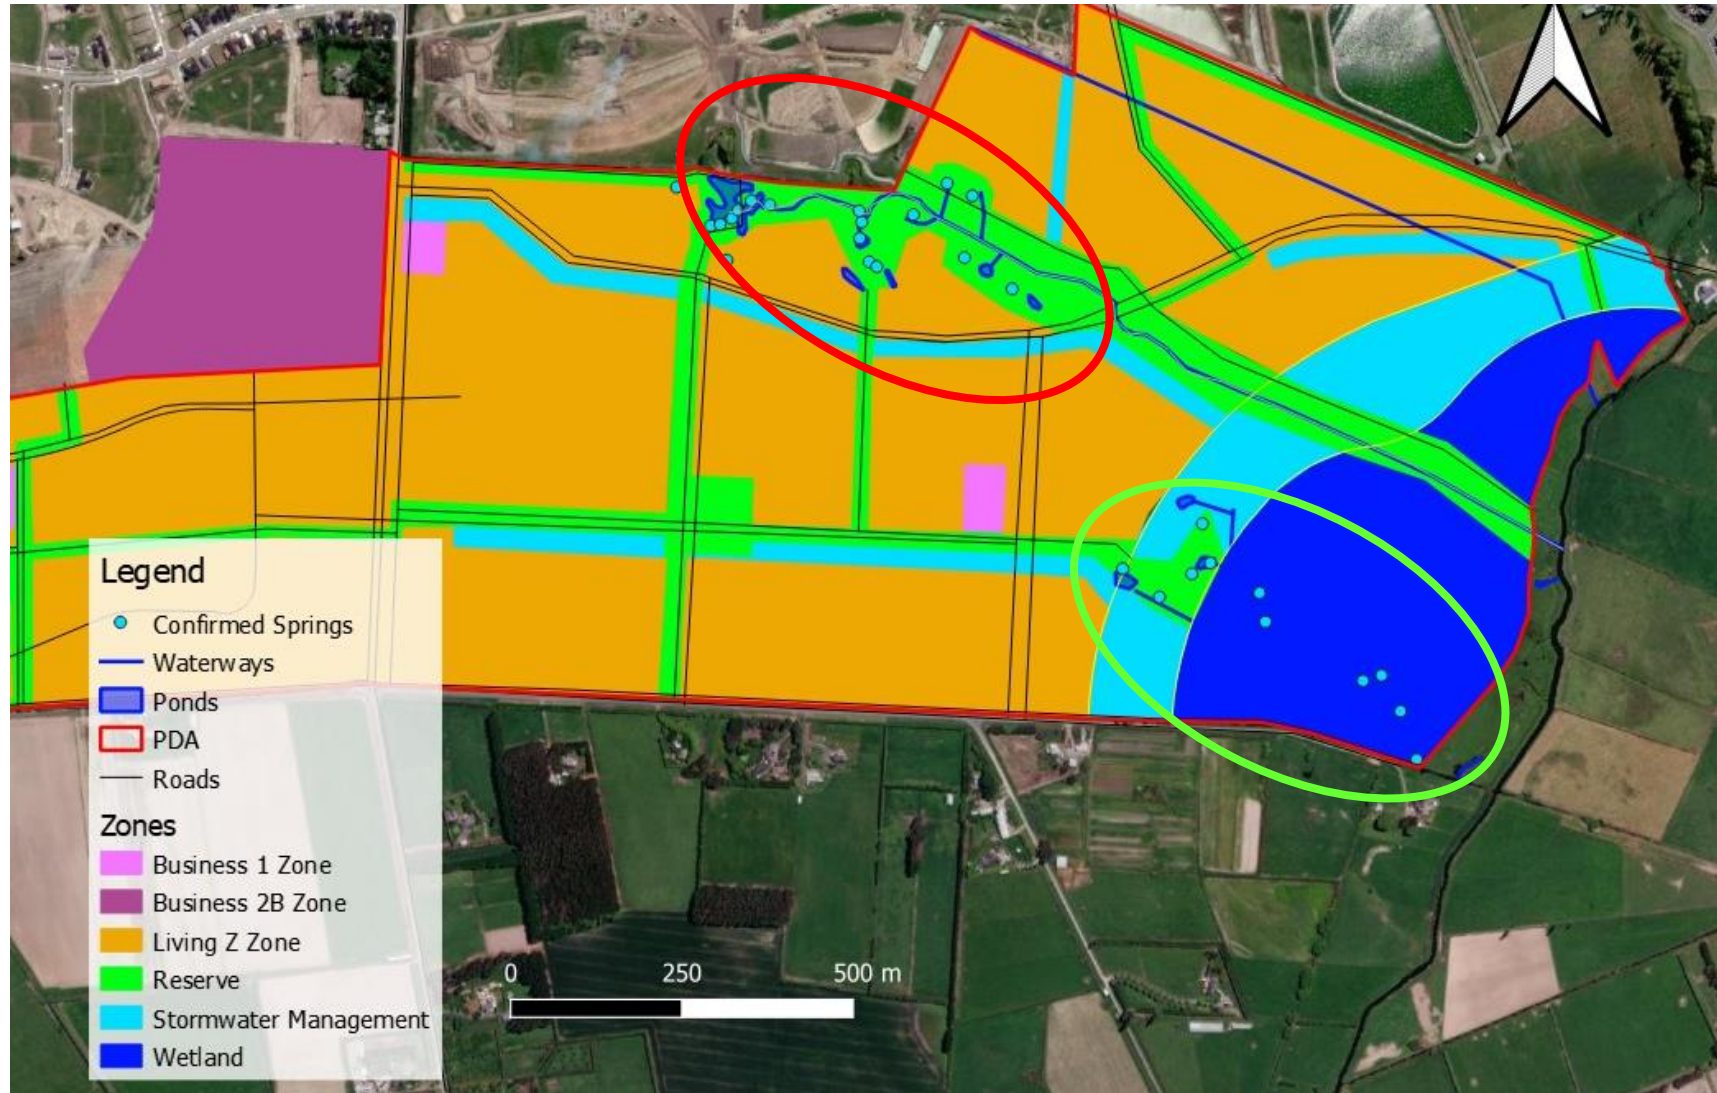 Legend
Confirmed Springs
Waterways
Ponds
PDA
Roads
Zones
Business 1 Zone
Business 2B Zone
Living Z Zone
Reserve
Stormwater Management
Wetland
0 250 500 m